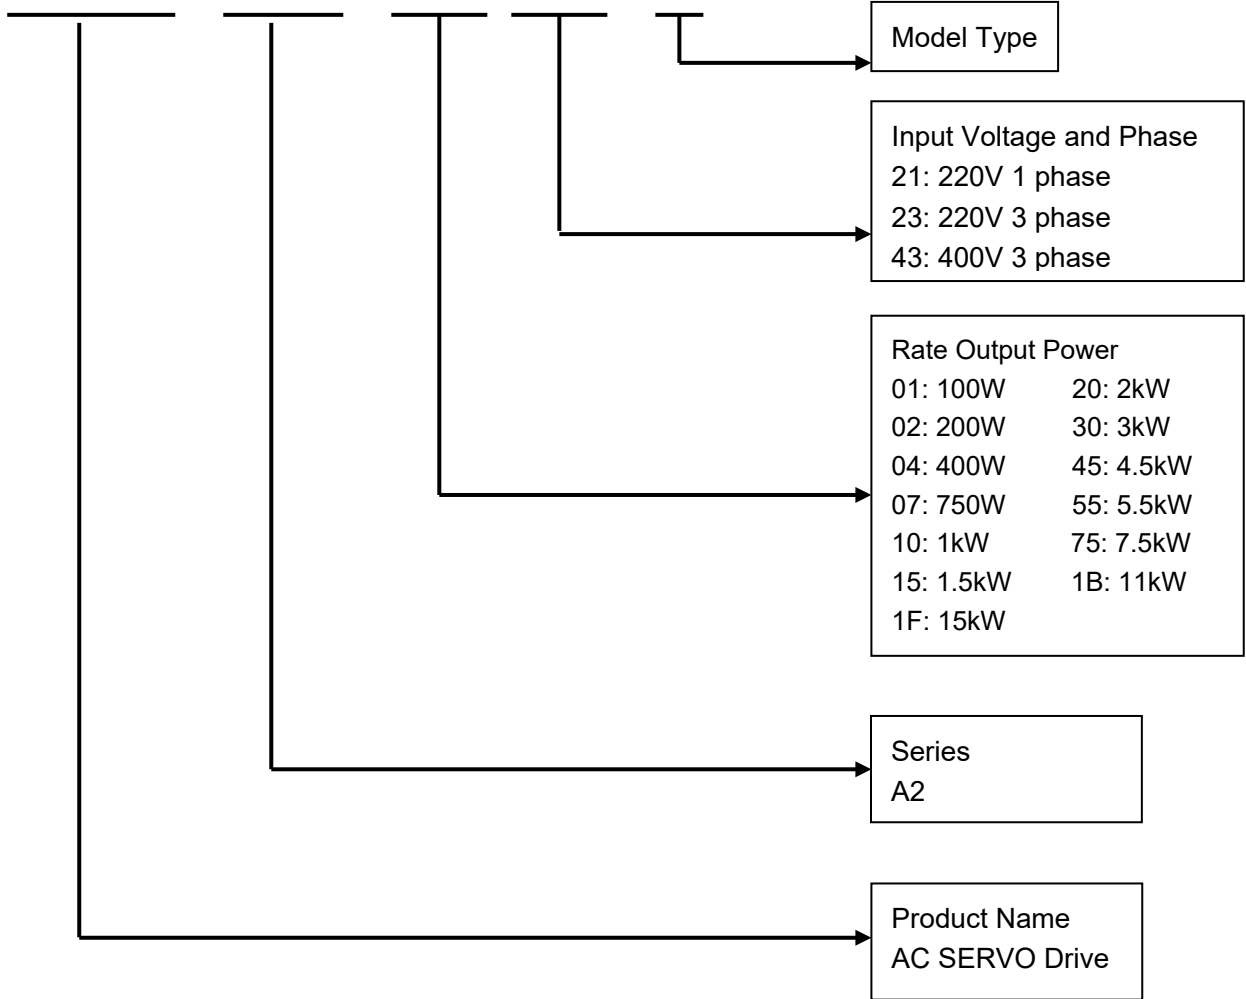 Model Type
Input Voltage and Phase
21: 220V 1 phase
23: 220V 3 phase
43: 400V 3 phase
Rate Output Power
01: 100W 20: 2kW
02: 200W 30: 3kW
04: 400W 45: 4.5kW
07: 750W 55: 5.5kW
10: 1kW 75: 7.5kW
15: 1.5kW 1B: 11kW
1F: 15kW
Series
A2
Product Name
AC SERVO Drive